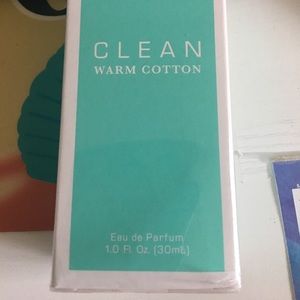 CLEAN
WARM COTTON
Eau de Parfum
1.0 Fl. Oz. (30mL)